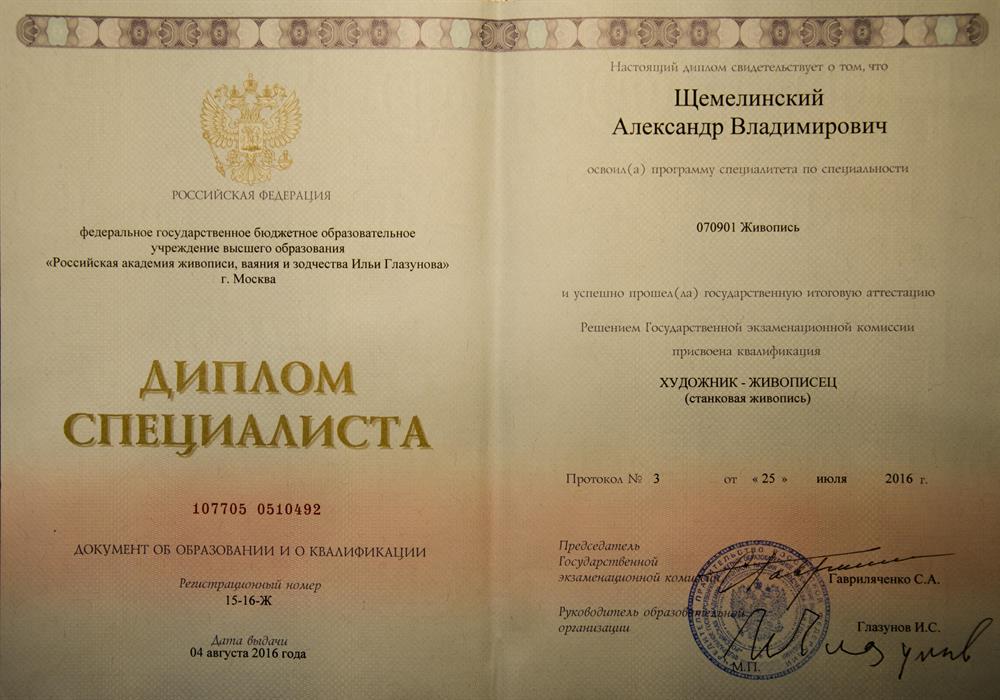 РОССИЙСКАЯ ФЕДЕРАЦИЯ
федеральное государственное бюджетное образовательное
учреждение высшего образования
«Российская академия живописи, ваяния и зодчества Ильи Глазунова»
г. Москва
ДИПЛОМ
СПЕЦИАЛИСТА
107705 0510492
ДОКУМЕНТ ОБ ОБРАЗОВАНИИ И О КВАЛИФИКАЦИИ
Регистрационный номер
15-16-Ж
Дата выдачи
04 августа 2016 года
Настоящий диплом свидетельствует о том, что
Щемелинский
Александр Владимирович
освоил(а) программу специалитета по специальности
070901 Живопись
и успешно прошел(ла) государственную итоговую аттестацию
Решением Государственной экзаменационной комиссии
присвоена квалификация
ХУДОЖНИК - ЖИВОПИСЕЦ
(станковая живопись)
Протокол № 3 от « 25 » июля 2016 г.
Председатель
Государственной
экзаменационной комиссии
Гавриляченко С.А.
Руководитель образовательной
организации
Глазунов И.С.
М.П.